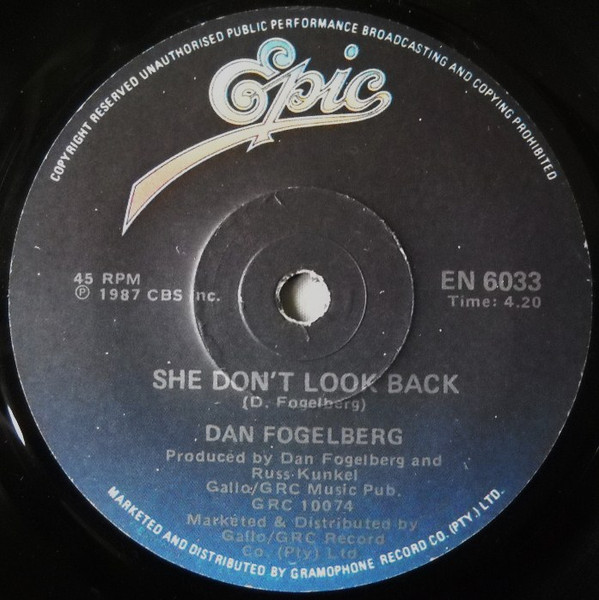 COPYRIGHT RESERVED UNAUTHORISED PUBLIC PERFORMANCE BROADCASTING AND COPYING PROHIBITED
Epic
45 RPM
℗ 1987 CBS Inc.
EN 6033
Time: 4.20
SHE DON'T LOOK BACK
(D. Fogelberg)
DAN FOGELBERG
Produced by Dan Fogelberg and
Russ Kunkel
Gallo/GRC Music Pub.
GRC 10074
Marketed & Distributed by
Gallo/GRC Record
Co. (Pty) Ltd
MARKETED AND DISTRIBUTED BY GRAMOPHONE RECORD CO. (PTY.) LTD.